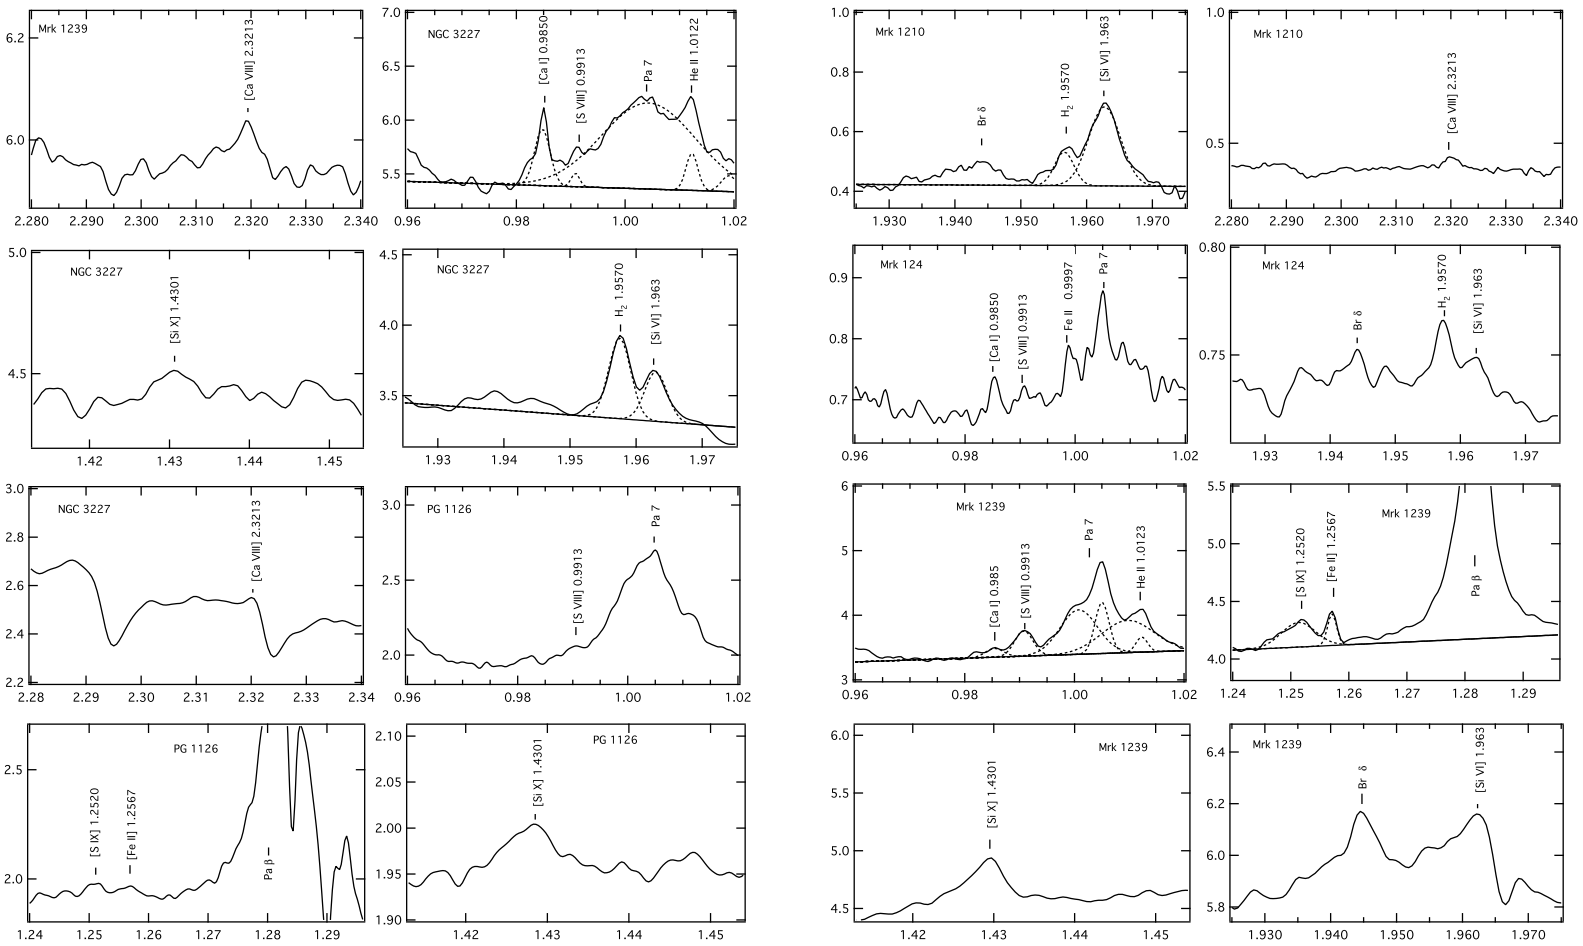 Mrk 1239
[Ca VIII] 2.3213
6.2
6.0
2.280 2.290 2.300 2.310 2.320 2.330 2.340
NGC 3227
[Ca I] 0.9850
[S VIII] 0.9913
Pa 7
He II 1.0122
7.0
6.5
6.0
5.5
0.96 0.98 1.00 1.02
Mrk 1210
Br δ
H2 1.9570
[Si VI] 1.963
1.0
0.8
0.6
0.4
1.930 1.940 1.950 1.960 1.970
Mrk 1210
[Ca VIII] 2.3213
1.0
0.5
2.280 2.290 2.300 2.310 2.320 2.330 2.340
NGC 3227
[Si X] 1.4301
5.0
4.5
1.42 1.43 1.44 1.45
NGC 3227
H2 1.9570
[Si VI] 1.963
4.5
4.0
3.5
1.93 1.94 1.95 1.96 1.97
Mrk 124
[Ca I] 0.9850
[S VIII] 0.9913
Fe II 0.9997
Pa 7
0.9
0.8
0.7
0.96 0.98 1.00 1.02
Mrk 124
Br δ
H2 1.9570
[Si VI] 1.963
0.80
0.75
1.93 1.94 1.95 1.96 1.97
NGC 3227
[Ca VIII] 2.3213
3.0
2.8
2.6
2.4
2.2
2.28 2.29 2.30 2.31 2.32 2.33 2.34
PG 1126
[S VIII] 0.9913
Pa 7
3.0
2.5
2.0
0.96 0.98 1.00 1.02
Mrk 1239
[Ca I] 0.985
[S VIII] 0.9913
Pa 7
He II 1.0123
6
5
4
3
0.96 0.98 1.00 1.02
Mrk 1239
[S IX] 1.2520
[Fe II] 1.2567
Pa β
5.5
5.0
4.5
4.0
1.24 1.25 1.26 1.27 1.28 1.29
PG 1126
[S IX] 1.2520
[Fe II] 1.2567
Pa β
2.5
2.0
1.24 1.25 1.26 1.27 1.28 1.29
PG 1126
[Si X] 1.4301
2.10
2.05
2.00
1.95
1.90
1.42 1.43 1.44 1.45
Mrk 1239
[Si X] 1.4301
6.0
5.5
5.0
4.5
1.42 1.43 1.44 1.45
Mrk 1239
Br δ
[Si VI] 1.963
6.4
6.2
6.0
5.8
1.930 1.940 1.950 1.960 1.970